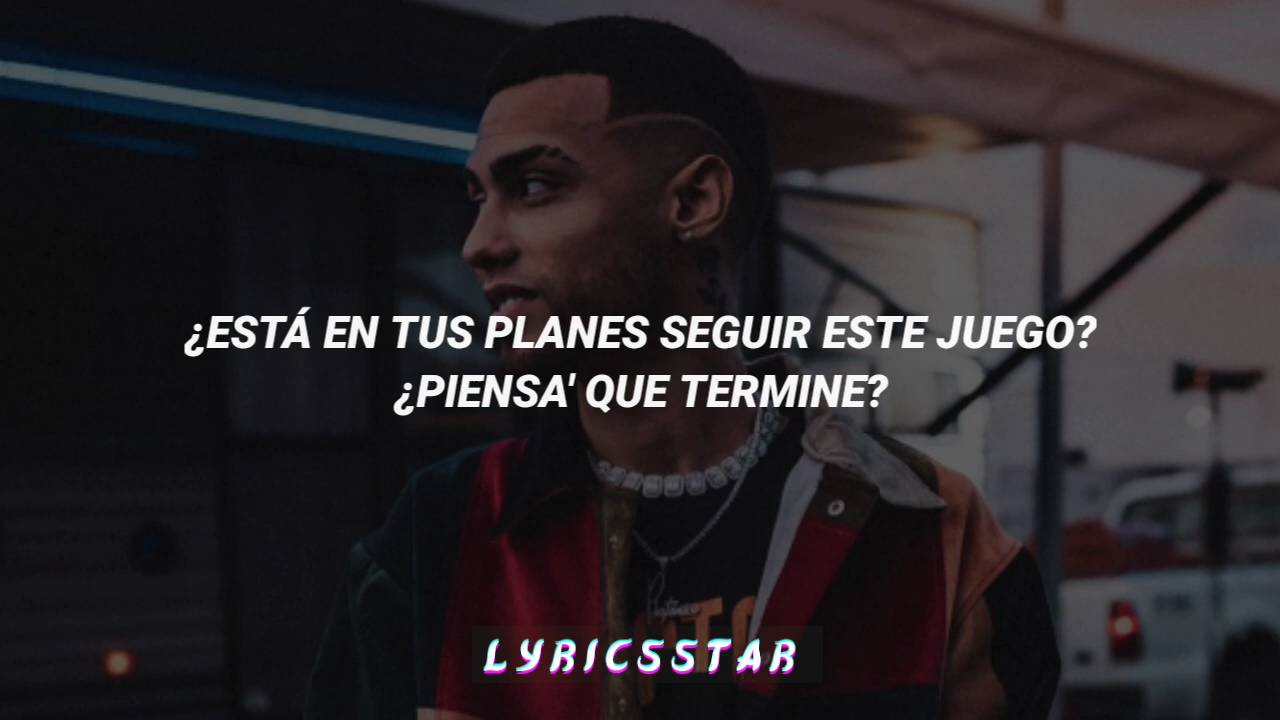 ¿ESTÁ EN TUS PLANES SEGUIR ESTE JUEGO?
¿PIENSA' QUE TERMINE?
LYRICSSTAR